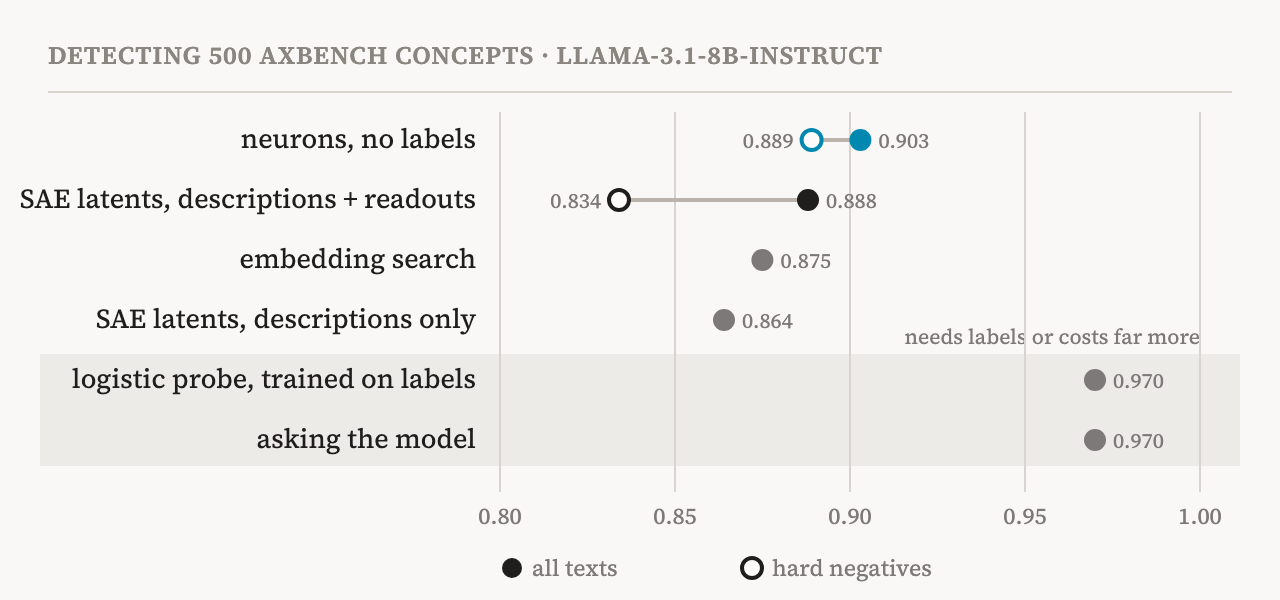 DETECTING 500 AXBENCH CONCEPTS · LLAMA-3.1-8B-INSTRUCT
neurons, no labels 0.889 0.903
SAE latents, descriptions + readouts 0.834 0.888
embedding search 0.875
SAE latents, descriptions only 0.864
needs labels or costs far more
logistic probe, trained on labels 0.970
asking the model 0.970
0.80 0.85 0.90 0.95 1.00
all texts hard negatives